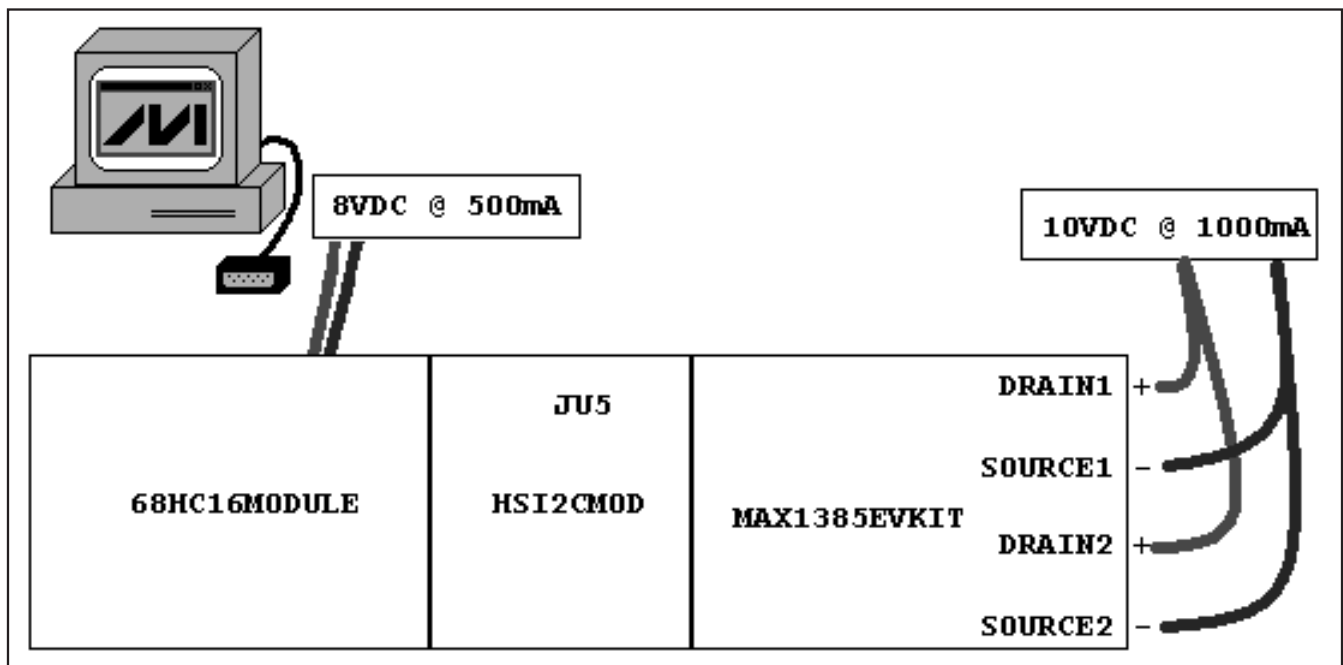 8VDC @ 500mA
10VDC @ 1000mA
DRAIN1 +
JU5
SOURCE1 -
68HC16MODULE
HSI2CMOD
MAX1385EVKIT
DRAIN2 +
SOURCE2 -